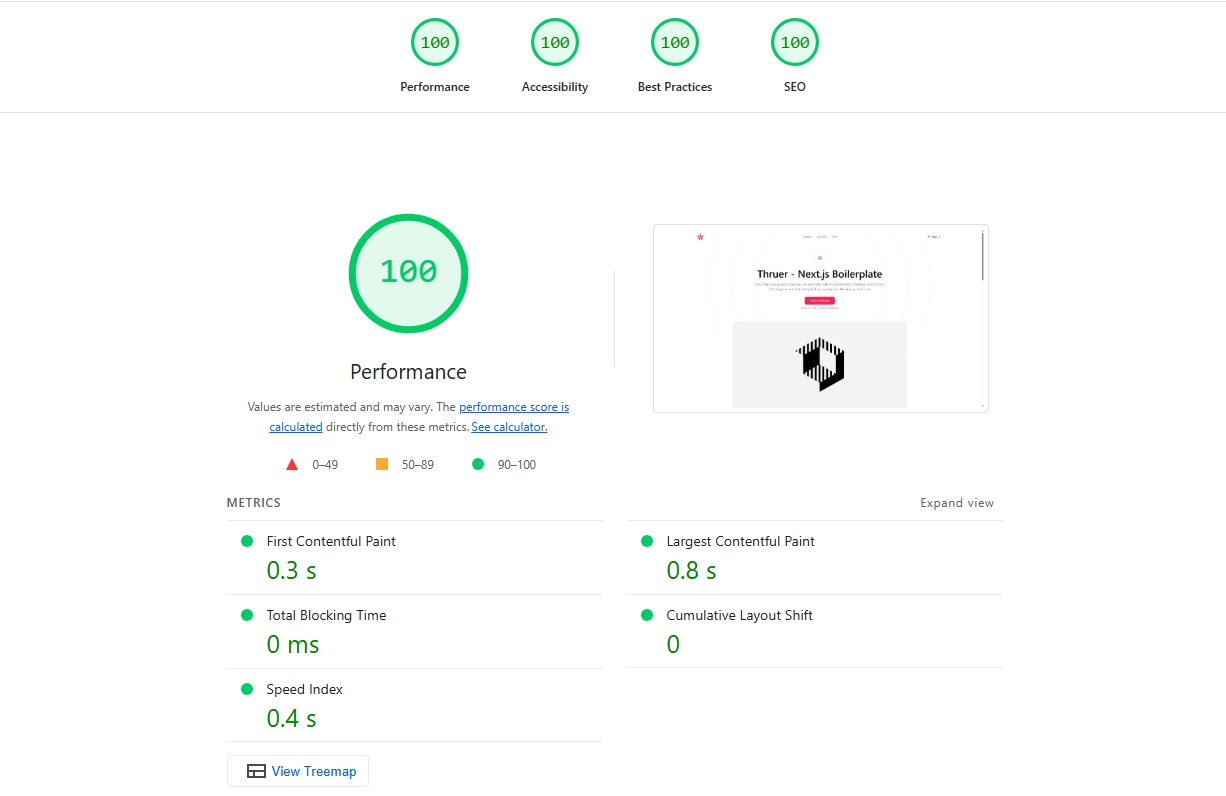 100
100
100
100
Performance
Accessibility
Best Practices
SEO
100
Performance
Values are estimated and may vary. The performance score is
calculated directly from these metrics. See calculator.
0–49
50–89
90–100
Thruer - Next.js Boilerplate
METRICS
Expand view
First Contentful Paint
0.3 s
Largest Contentful Paint
0.8 s
Total Blocking Time
0 ms
Cumulative Layout Shift
0
Speed Index
0.4 s
View Treemap